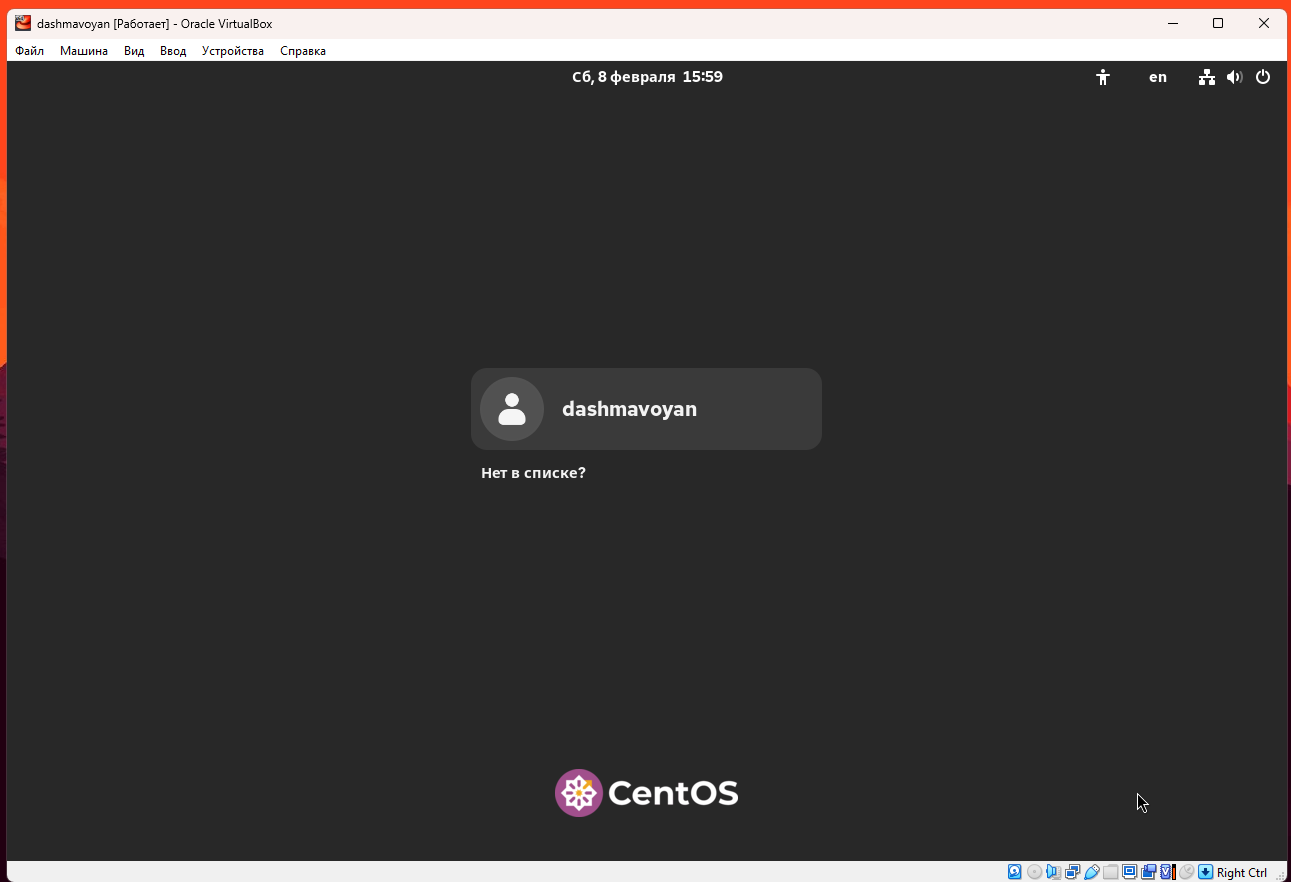 dashmavoyan [Работает] - Oracle VirtualBox
Файл Машина Вид Ввод Устройства Справка
Сб, 8 февраля 15:59
en
dashmavoyan
Нет в списке?
CentOS
Right Ctrl